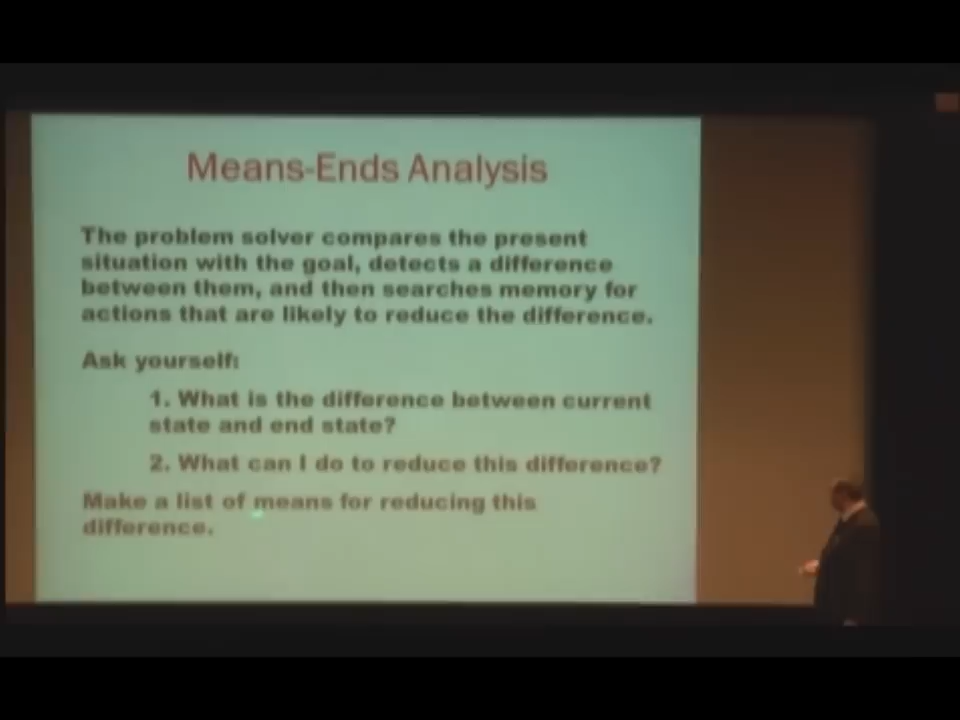 Means-Ends Analysis
The problem solver compares the present
situation with the goal, detects a difference
between them, and then searches memory for
actions that are likely to reduce the difference.
Ask yourself:
1. What is the difference between current
state and end state?
2. What can I do to reduce this difference?
Make a list of means for reducing this
difference.